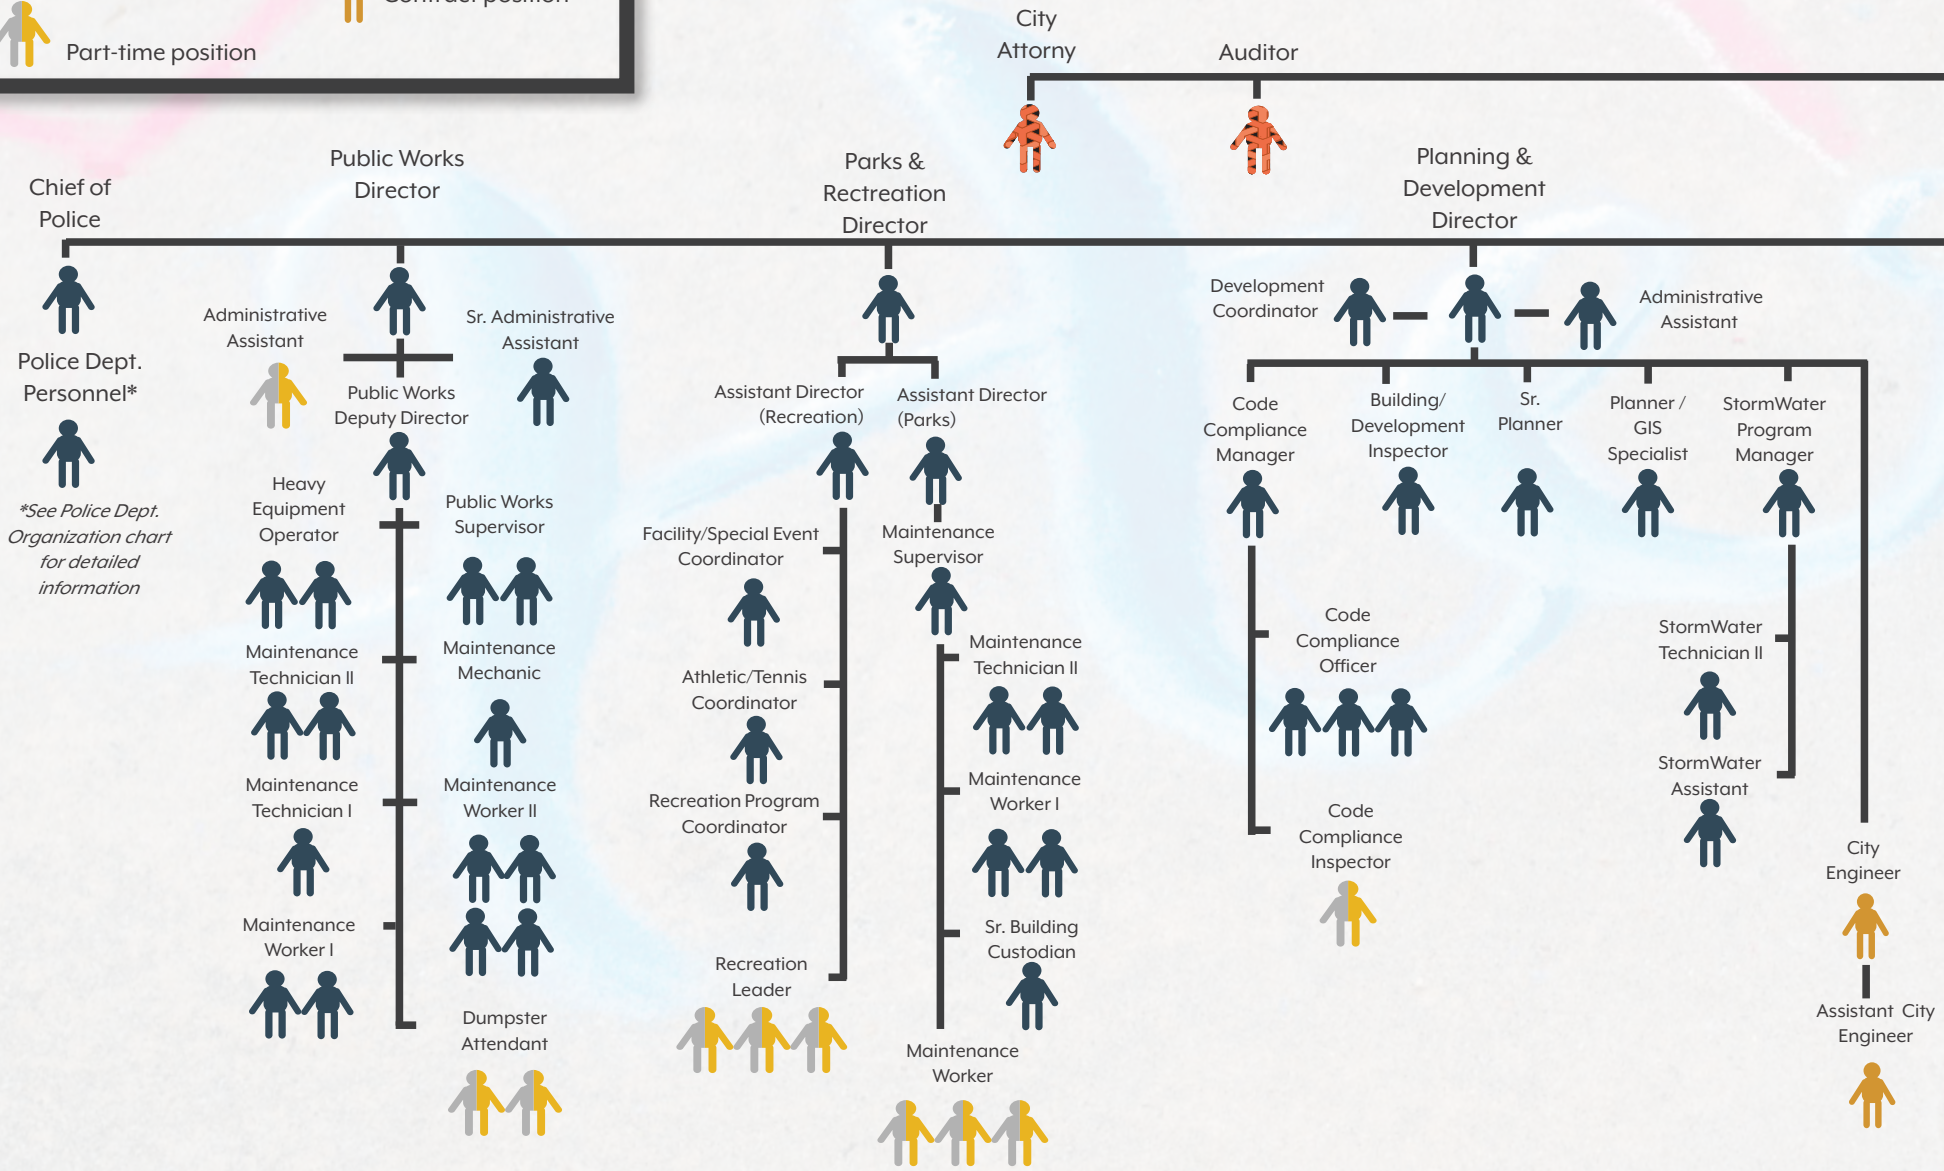 Part-time position
City
Attorny
Auditor
Chief of
Police
Public Works
Director
Parks &
Rectreation
Director
Planning &
Development
Director
Police Dept.
Personnel*
*See Police Dept.
Organization chart
for detailed
information
Administrative
Assistant
Sr. Administrative
Assistant
Public Works
Deputy Director
Heavy
Equipment
Operator
Public Works
Supervisor
Maintenance
Technician II
Maintenance
Mechanic
Maintenance
Technician I
Maintenance
Worker II
Maintenance
Worker I
Dumpster
Attendant
Assistant Director
(Recreation)
Assistant Director
(Parks)
Facility/Special Event
Coordinator
Athletic/Tennis
Coordinator
Recreation Program
Coordinator
Recreation
Leader
Maintenance
Supervisor
Maintenance
Technician II
Maintenance
Worker I
Sr. Building
Custodian
Maintenance
Worker
Development
Coordinator
Administrative
Assistant
Code
Compliance
Manager
Building/
Development
Inspector
Sr.
Planner
Planner /
GIS
Specialist
StormWater
Program
Manager
Code
Compliance
Officer
Code
Compliance
Inspector
StormWater
Technician II
StormWater
Assistant
City
Engineer
Assistant City
Engineer